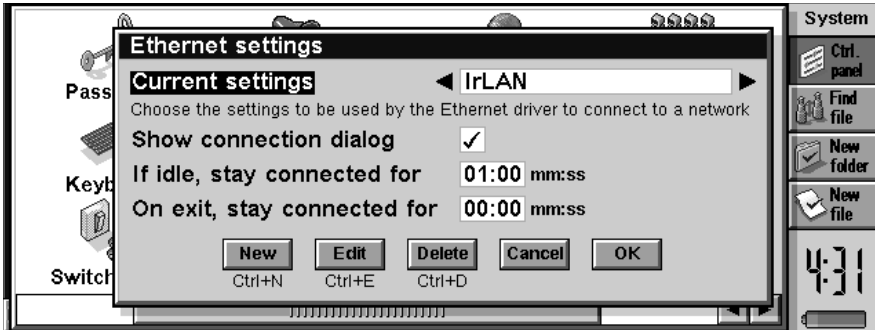 System
Ethernet settings
Ctrl.
panel
Current settings
IrLAN
Pass
Choose the settings to be used by the Ethernet driver to connect to a network
Find
file
Show connection dialog
New
folder
If idle, stay connected for 01:00 mm:ss
Keyb
On exit, stay connected for 00:00 mm:ss
New
file
New Edit Delete Cancel OK
Ctrl+N Ctrl+E Ctrl+D
Switch
4:31